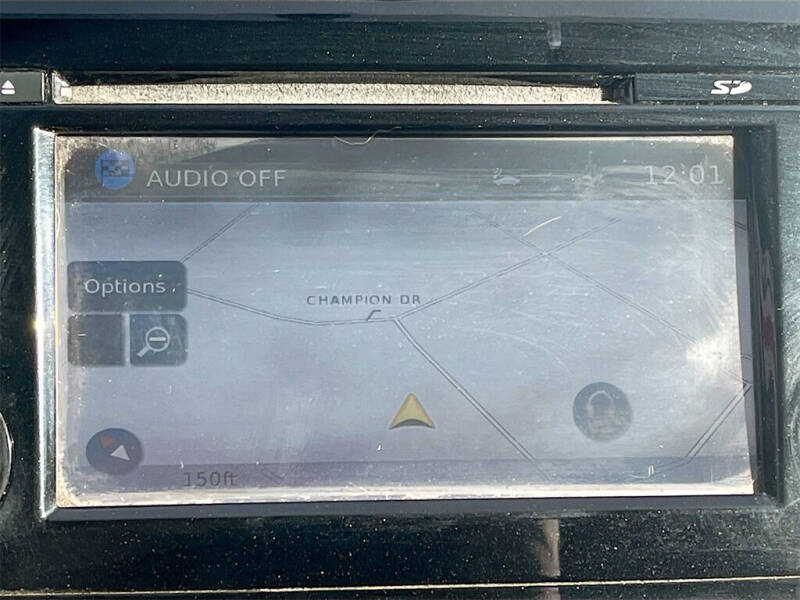 SD
AUDIO OFF
12:01
Options
CHAMPION DR
150ft